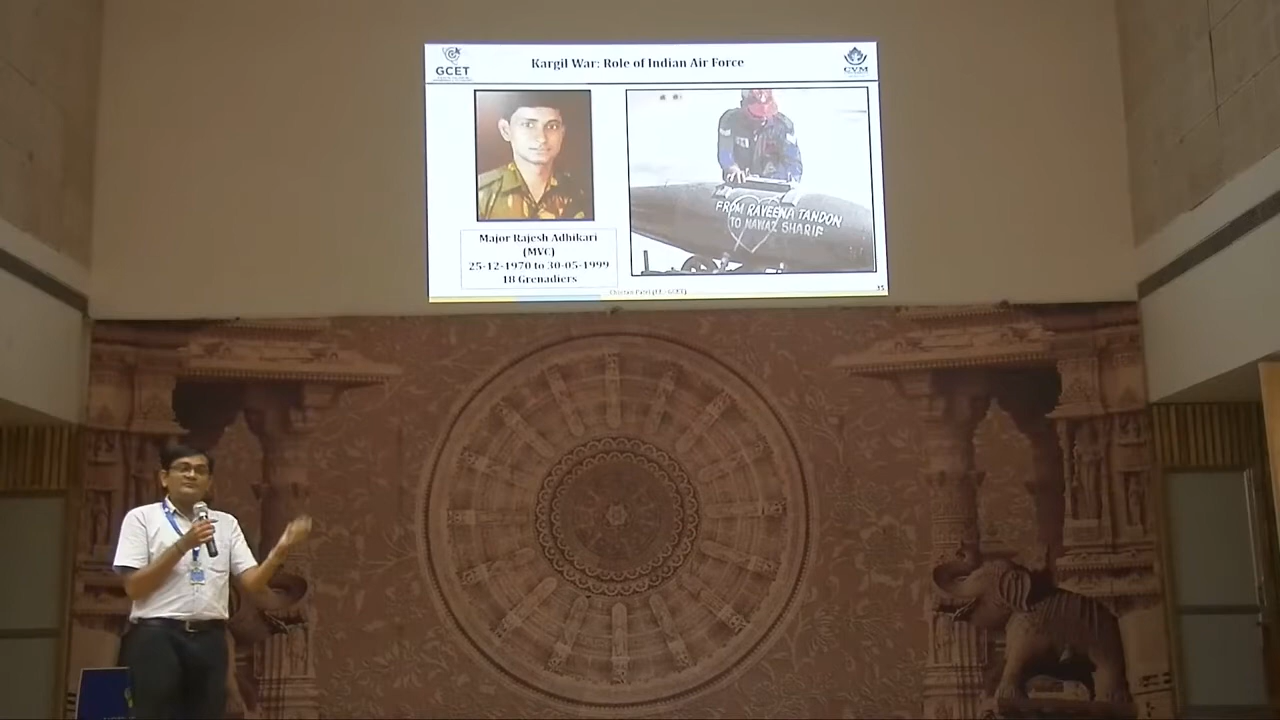 GCET
Kargil War: Role of Indian Air Force
CVM
FROM RAVEENA TANDON
TO NAWAZ SHARIF
Major Rajesh Adhikari
(MVC)
25-12-1970 to 30-05-1999
18 Grenadiers
35